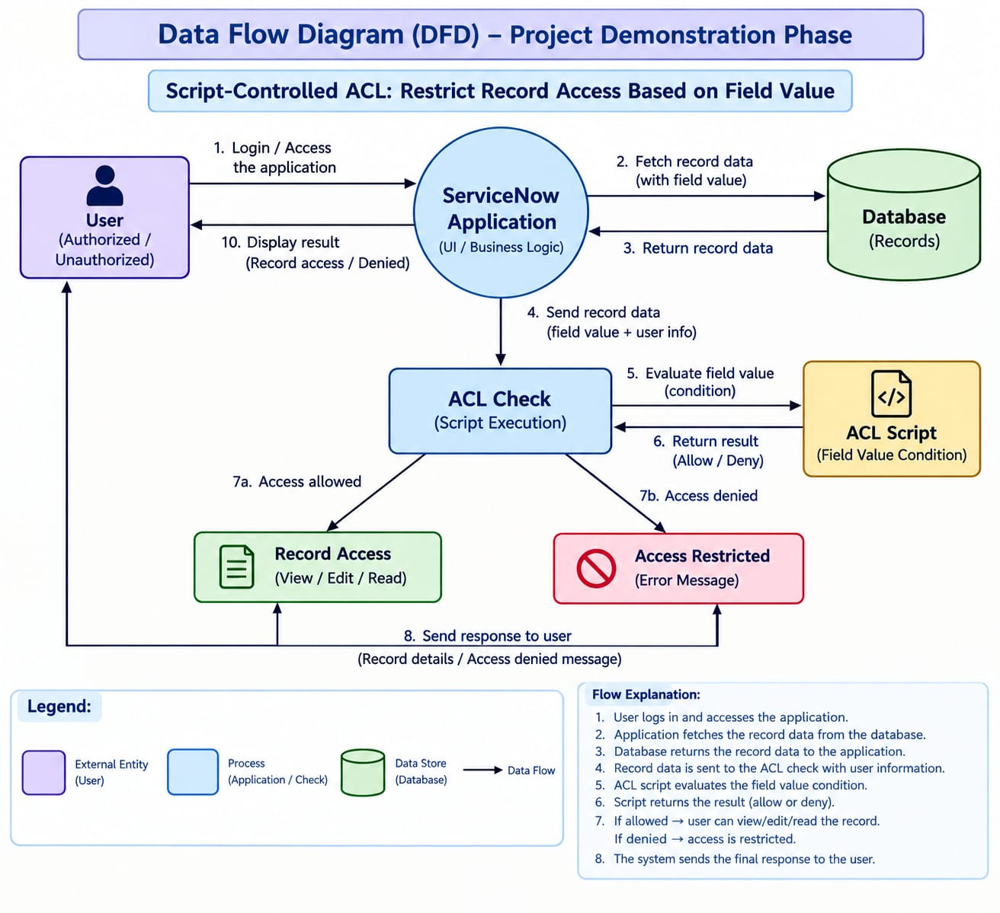 Data Flow Diagram (DFD) – Project Demonstration Phase
Script-Controlled ACL: Restrict Record Access Based on Field Value
1. Login / Access
the application
User
(Authorized /
Unauthorized)
10. Display result
(Record access / Denied)
ServiceNow
Application
(UI / Business Logic)
2. Fetch record data
(with field value)
3. Return record data
Database
(Records)
4. Send record data
(field value + user info)
ACL Check
(Script Execution)
5. Evaluate field value
(condition)
6. Return result
(Allow / Deny)
</>
ACL Script
(Field Value Condition)
7a. Access allowed
7b. Access denied
Record Access
(View / Edit / Read)
Access Restricted
(Error Message)
8. Send response to user
(Record details / Access denied message)
Legend:
External Entity
(User)
Process
(Application / Check)
Data Store
(Database)
Data Flow
Flow Explanation:
1. User logs in and accesses the application.
2. Application fetches the record data from the database.
3. Database returns the record data to the application.
4. Record data is sent to the ACL check with user information.
5. ACL script evaluates the field value condition.
6. Script returns the result (allow or deny).
7. If allowed → user can view/edit/read the record.
If denied → access is restricted.
8. The system sends the final response to the user.